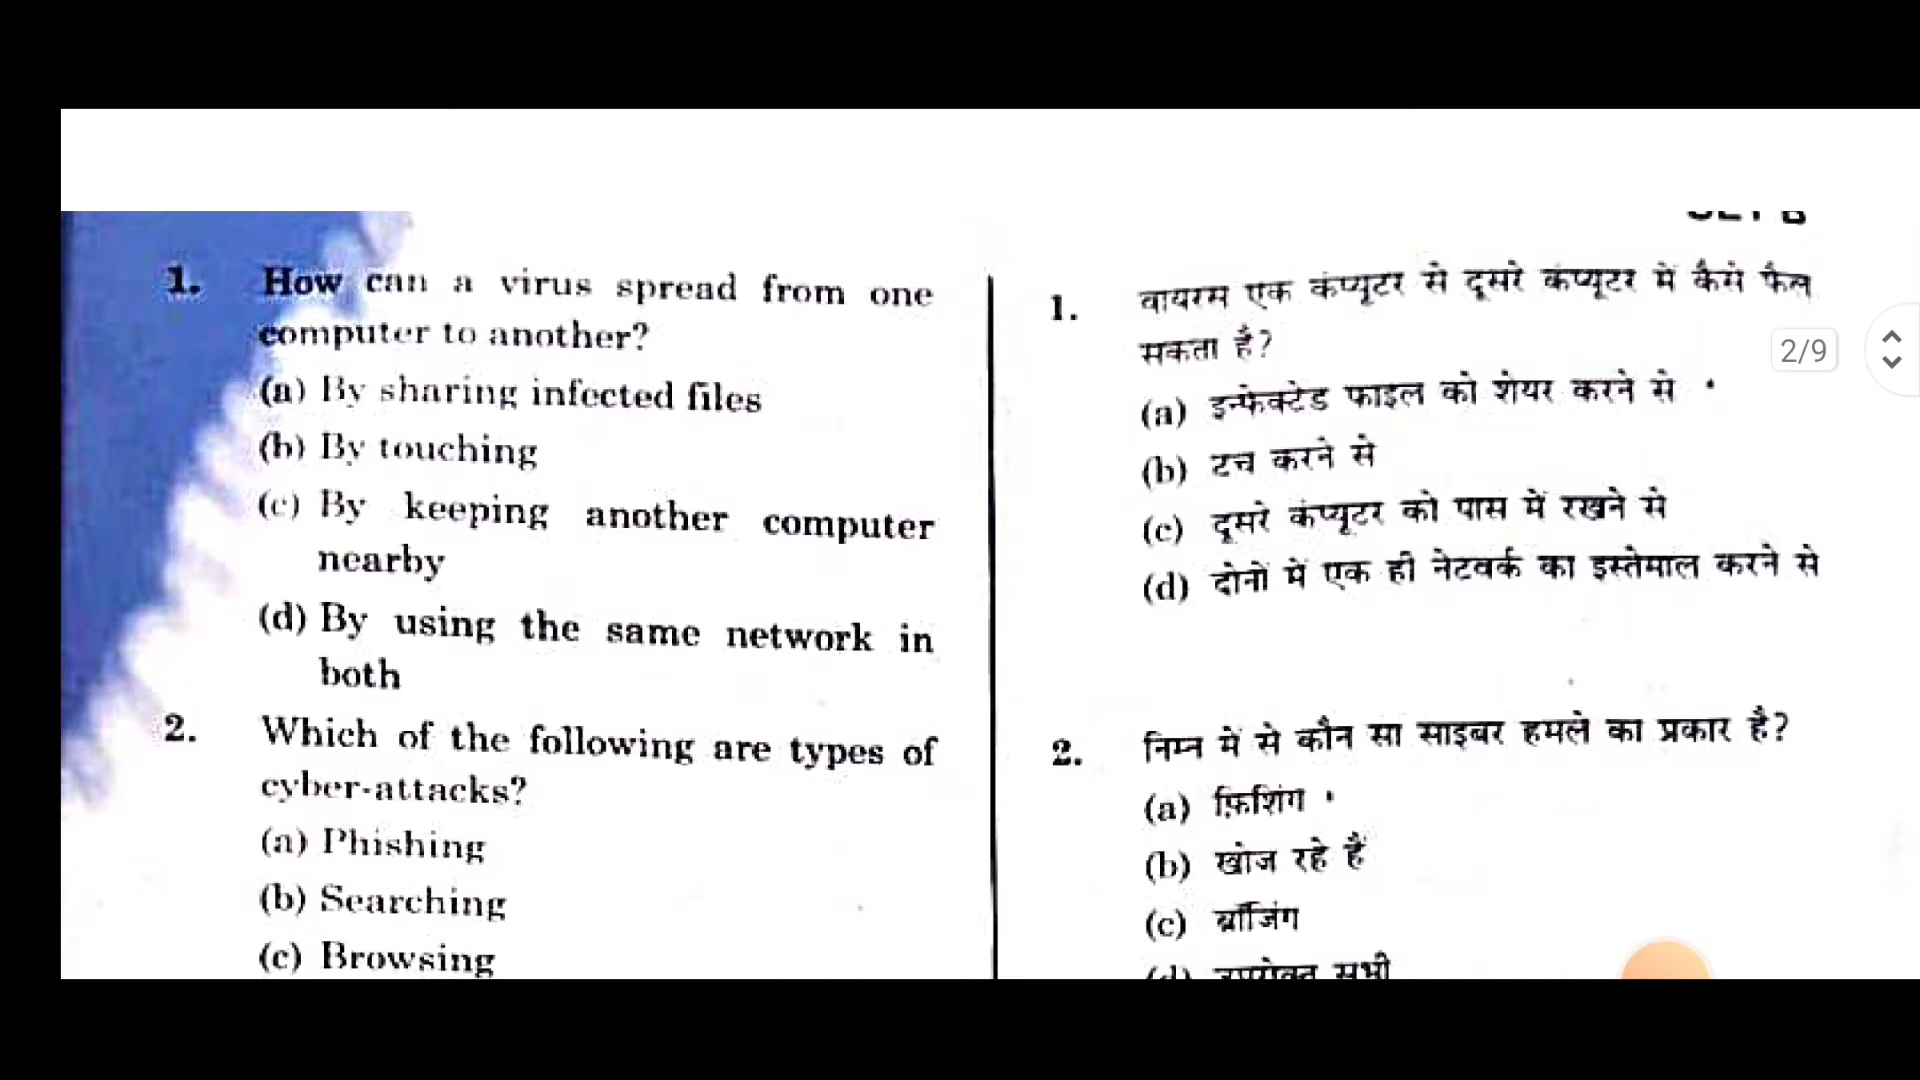 1. How can a virus spread from one
computer to another?
(a) By sharing infected files
(b) By touching
(c) By keeping another computer
nearby
(d) By using the same network in
both
2. Which of the following are types of
cyber-attacks?
(a) Phishing
(b) Searching
(c) Browsing
1. वायरस एक कंप्यूटर से दूसरे कंप्यूटर में कैसे फैल
सकता है?
(a) इन्फेक्टेड फाइल को शेयर करने से
(b) टच करने से
(c) दूसरे कंप्यूटर को पास में रखने से
(d) दोनों में एक ही नेटवर्क का इस्तेमाल करने से
2. निम्न में से कौन सा साइबर हमले का प्रकार है?
(a) फ़िशिंग
(b) खोज रहे हैं
(c) ब्रॉजिंग
(d) उपरोक्त सभी
2/9